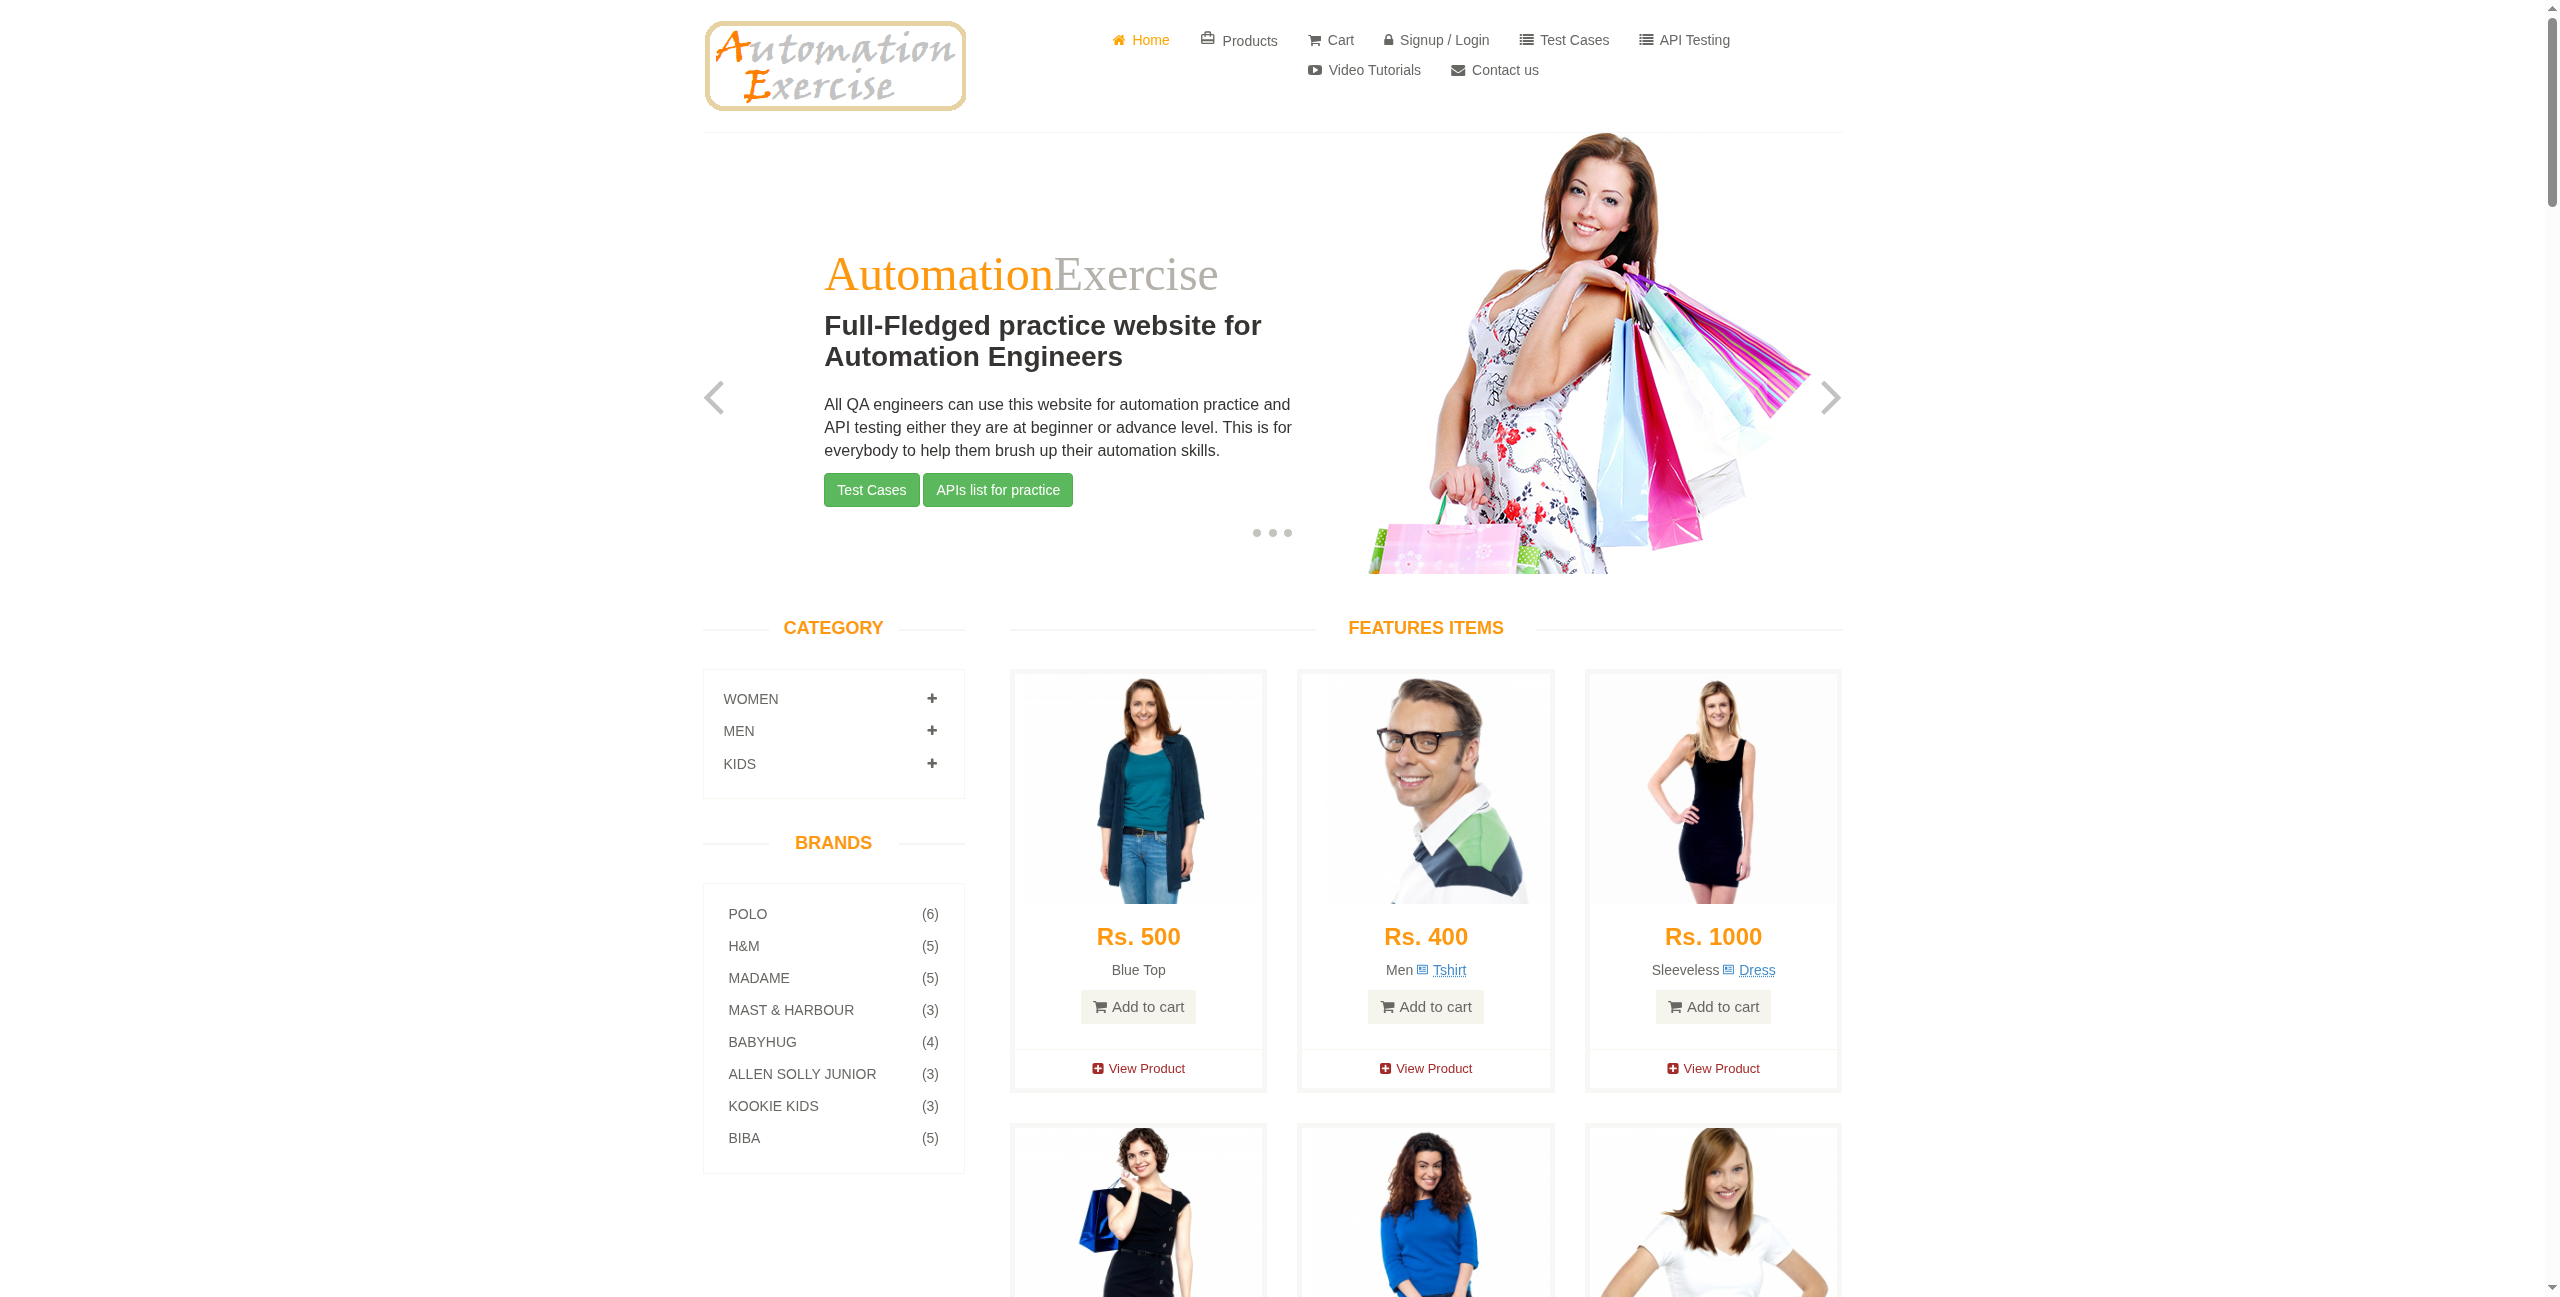 Automation
Exercise
Home
Products
Cart
Signup / Login
Test Cases
API Testing
Video Tutorials
Contact us
AutomationExercise
Full-Fledged practice website for
Automation Engineers
All QA engineers can use this website for automation practice and
API testing either they are at beginner or advance level. This is for
everybody to help them brush up their automation skills.
Test Cases
APIs list for practice
CATEGORY
WOMEN
MEN
KIDS
BRANDS
POLO (6)
H&M (5)
MADAME (5)
MAST & HARBOUR (3)
BABYHUG (4)
ALLEN SOLLY JUNIOR (3)
KOOKIE KIDS (3)
BIBA (5)
FEATURES ITEMS
Rs. 500
Blue Top
Add to cart
View Product
Rs. 400
Men Tshirt
Add to cart
View Product
Rs. 1000
Sleeveless Dress
Add to cart
View Product